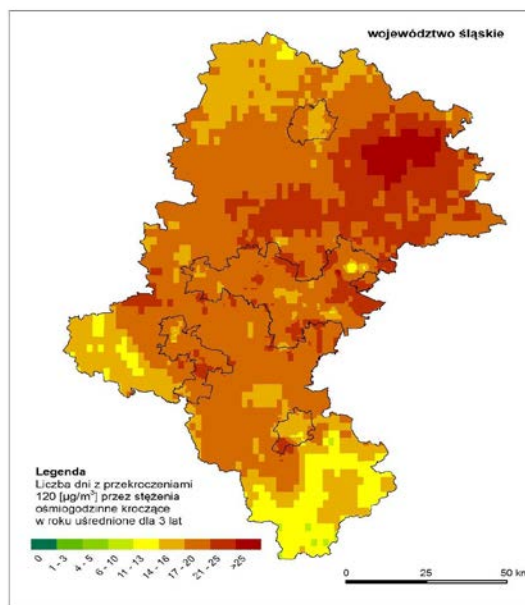 województwo śląskie
Legenda
Liczba dni z przekroczeniami
120 [µg/m³] przez stężenia
ośmiogodzinne kroczące
w roku uśrednione dla 3 lat
0
1 - 3
4 - 5
6 - 10
11 - 13
14 - 16
17 - 20
21 - 25
>25
0 25 50 km